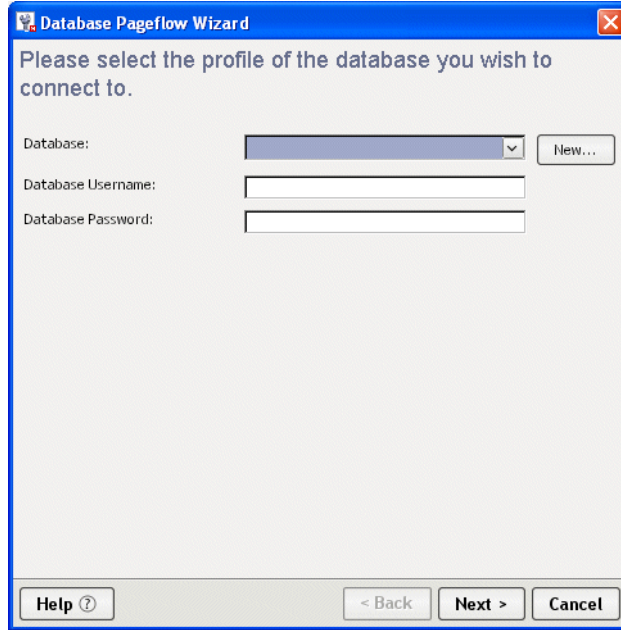 Database Pageflow Wizard
Please select the profile of the database you wish to
connect to.
Database:
New...
Database Username:
Database Password:
Help ?
< Back
Next >
Cancel